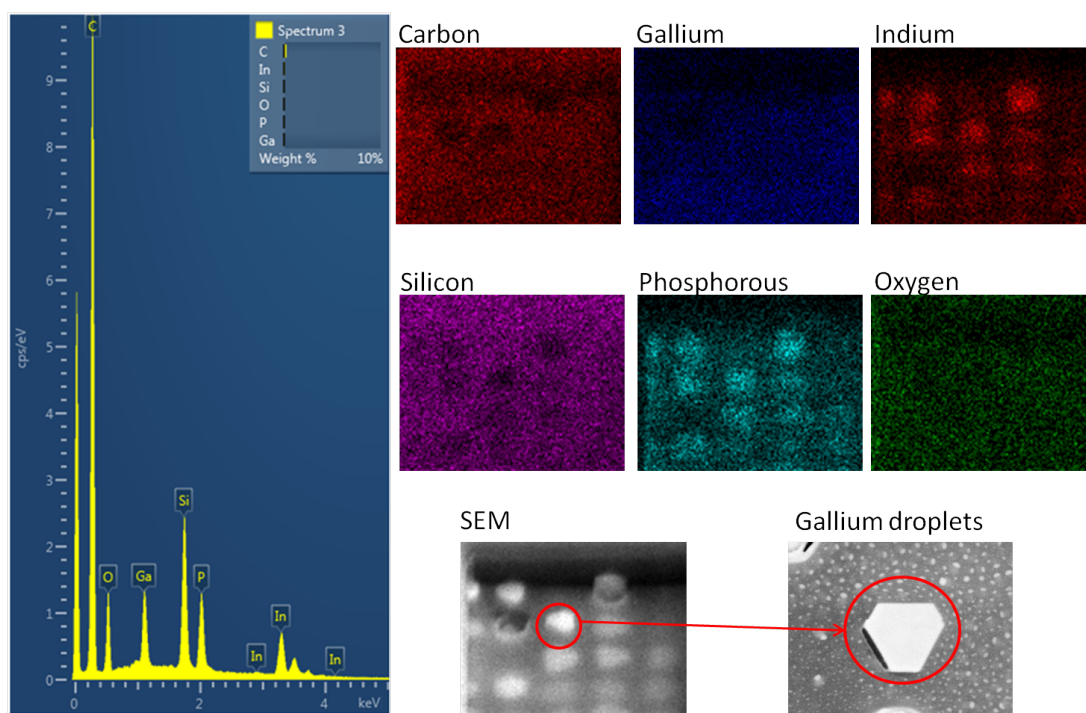 C
Spectrum 3
C
In
Si
O
P
Ga
Weight % 10%
cps/eV
9
8
7
6
5
4
3
2
1
0
O
Ga
Si
P
In
In
In
0
2
4
keV
Carbon
Gallium
Indium
Silicon
Phosphorous
Oxygen
SEM
Gallium droplets